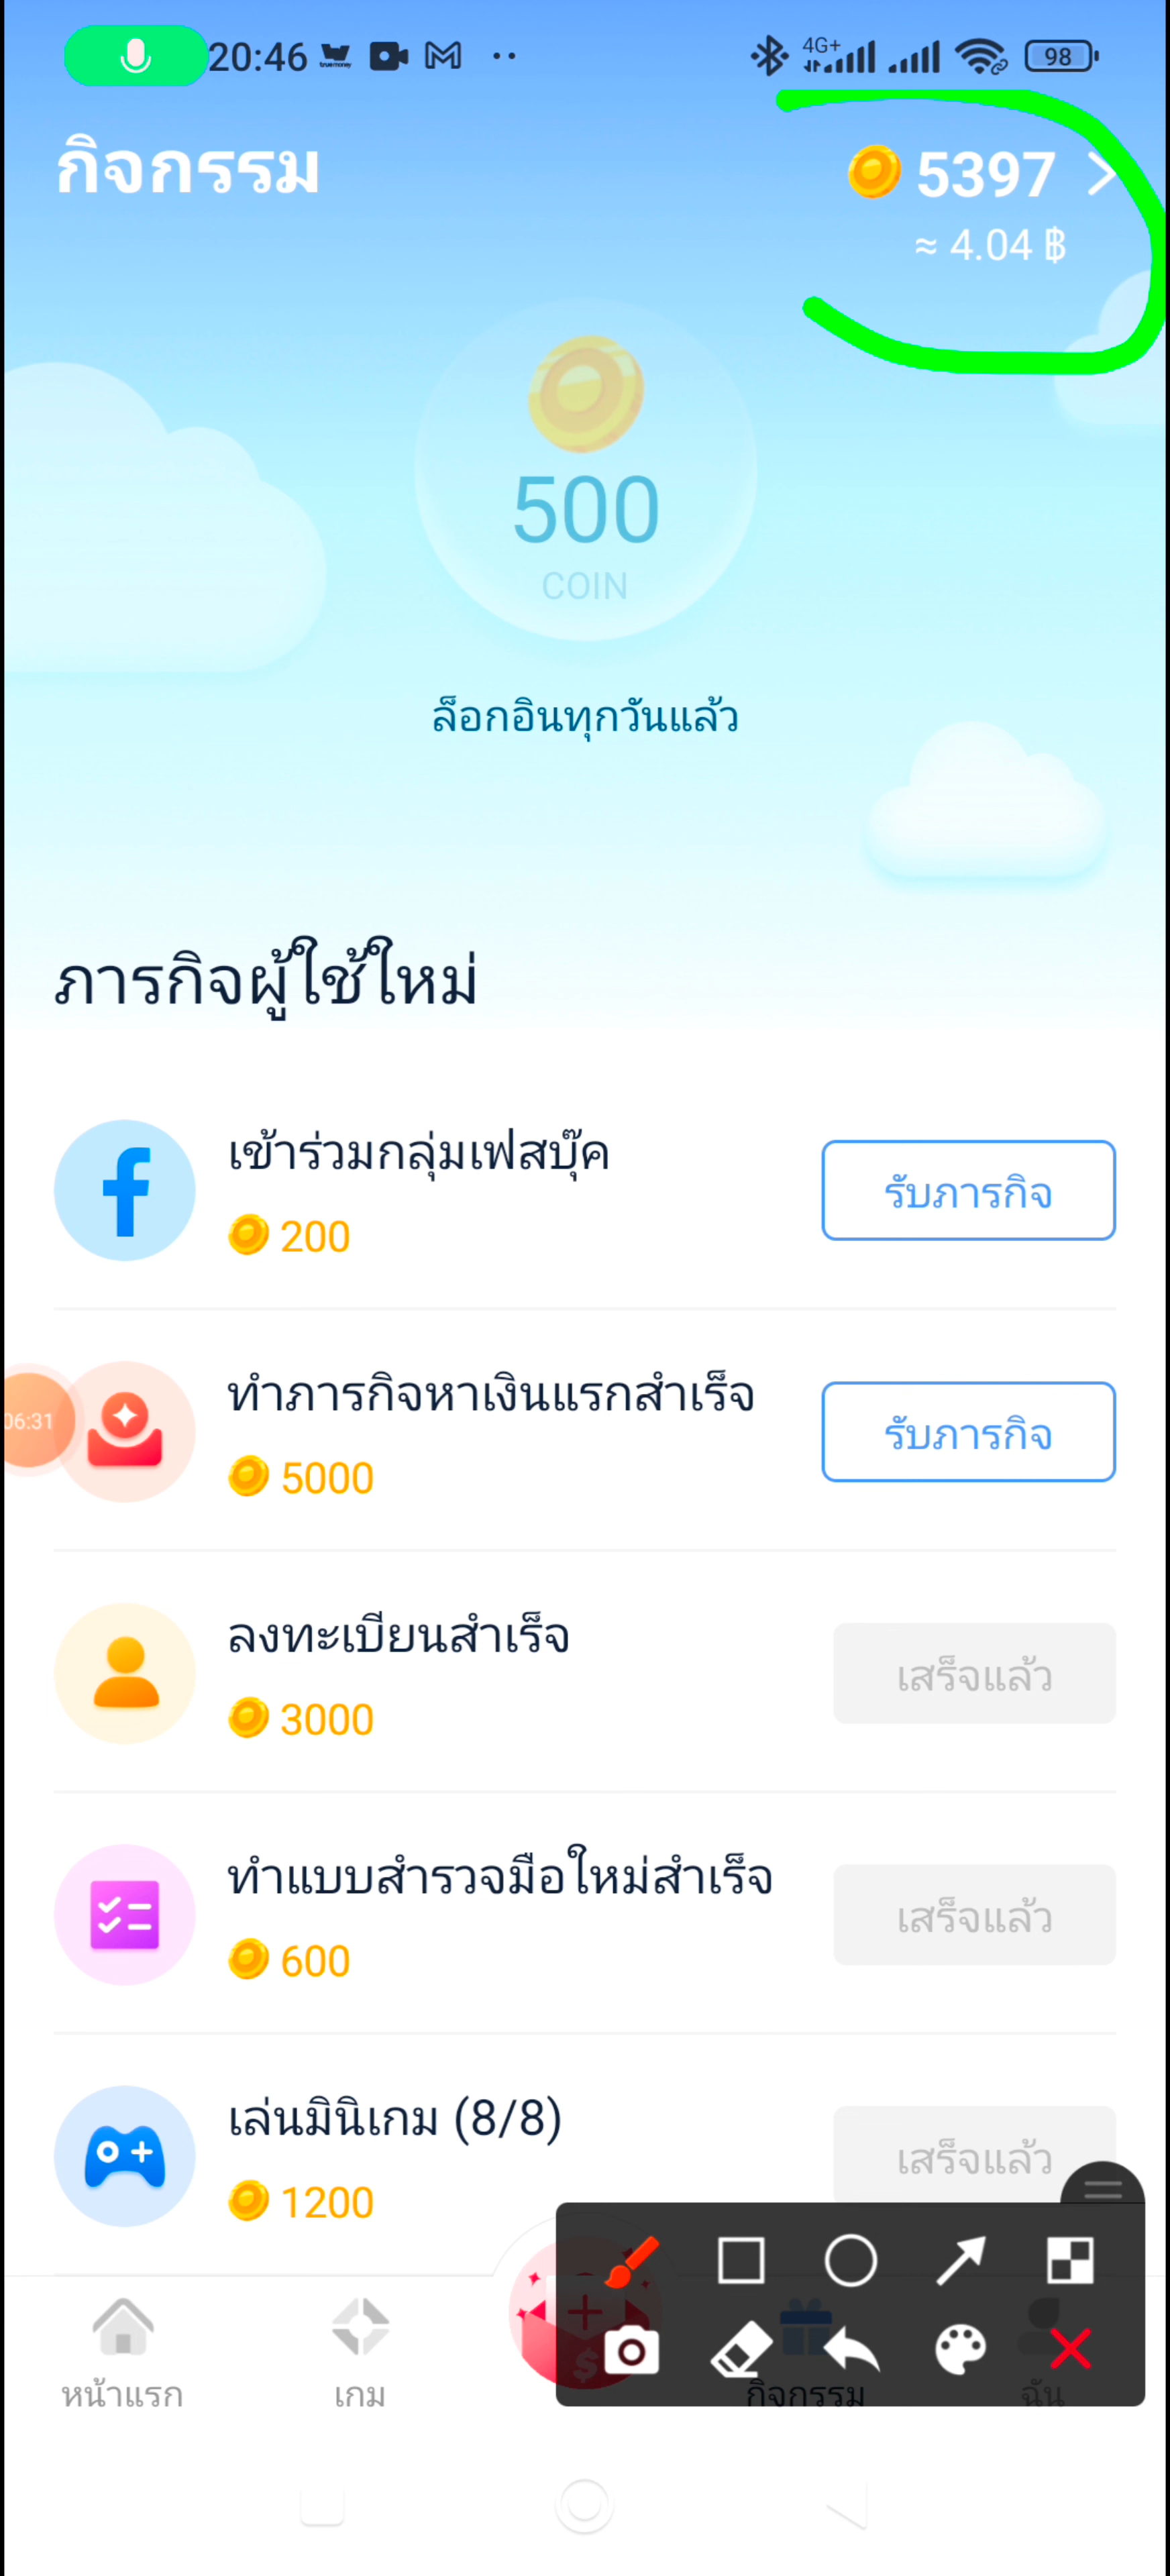 20:46
4G+
98
กิจกรรม
5397
≈ 4.04 ฿
500
COIN
ล็อกอินทุกวันแล้ว
ภารกิจผู้ใช้ใหม่
เข้าร่วมกลุ่มเฟสบุ๊ค
200
รับภารกิจ
ทำภารกิจหาเงินแรกสำเร็จ
5000
รับภารกิจ
06:31
ลงทะเบียนสำเร็จ
3000
เสร็จแล้ว
ทำแบบสำรวจมือใหม่สำเร็จ
600
เสร็จแล้ว
เล่นมินิเกม (8/8)
1200
เสร็จแล้ว
หน้าแรก
เกม
กิจกรรม
ฉัน